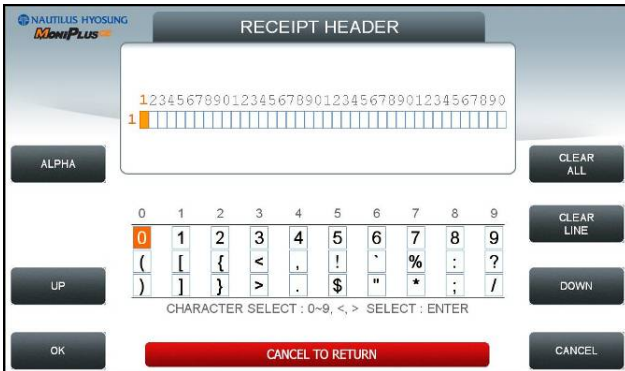 NAUTILUS HYOSUNG
MoniPlus CE
RECEIPT HEADER
1234567890123456789012345678901234567890
1
ALPHA
CLEAR
ALL
0 1 2 3 4 5 6 7 8 9
CLEAR
LINE
0 1 2 3 4 5 6 7 8 9
( [ { < , ! ` % : ?
) ] } > . $ " * ; /
UP
DOWN
CHARACTER SELECT : 0~9, <, > SELECT : ENTER
OK
CANCEL TO RETURN
CANCEL